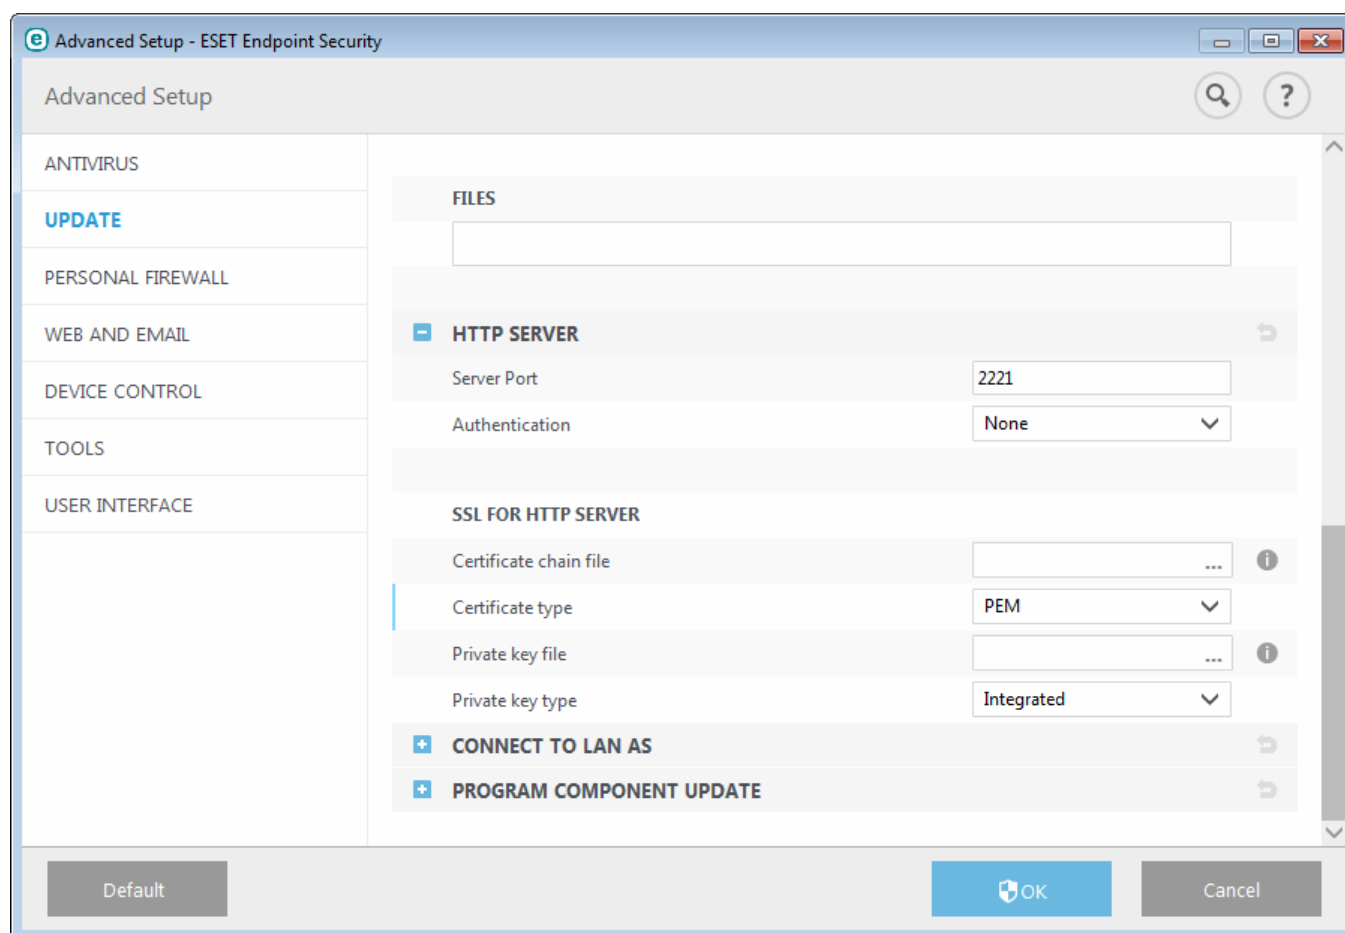 Advanced Setup - ESET Endpoint Security
Advanced Setup
?
ANTIVIRUS
UPDATE
PERSONAL FIREWALL
WEB AND EMAIL
DEVICE CONTROL
TOOLS
USER INTERFACE
FILES
HTTP SERVER
Server Port 2221
Authentication None
SSL FOR HTTP SERVER
Certificate chain file ...
Certificate type PEM
Private key file ...
Private key type Integrated
CONNECT TO LAN AS
PROGRAM COMPONENT UPDATE
Default OK Cancel